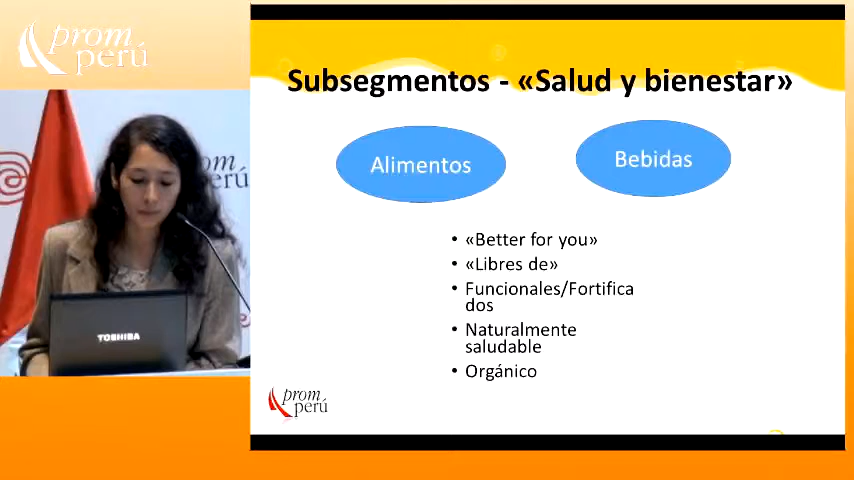 prom
perú
Subsegmentos - «Salud y bienestar»
Alimentos
Bebidas
• «Better for you»
• «Libres de»
• Funcionales/Fortifica
dos
• Naturalmente
saludable
• Orgánico
om
perú
TOSHIBA
prom
perú